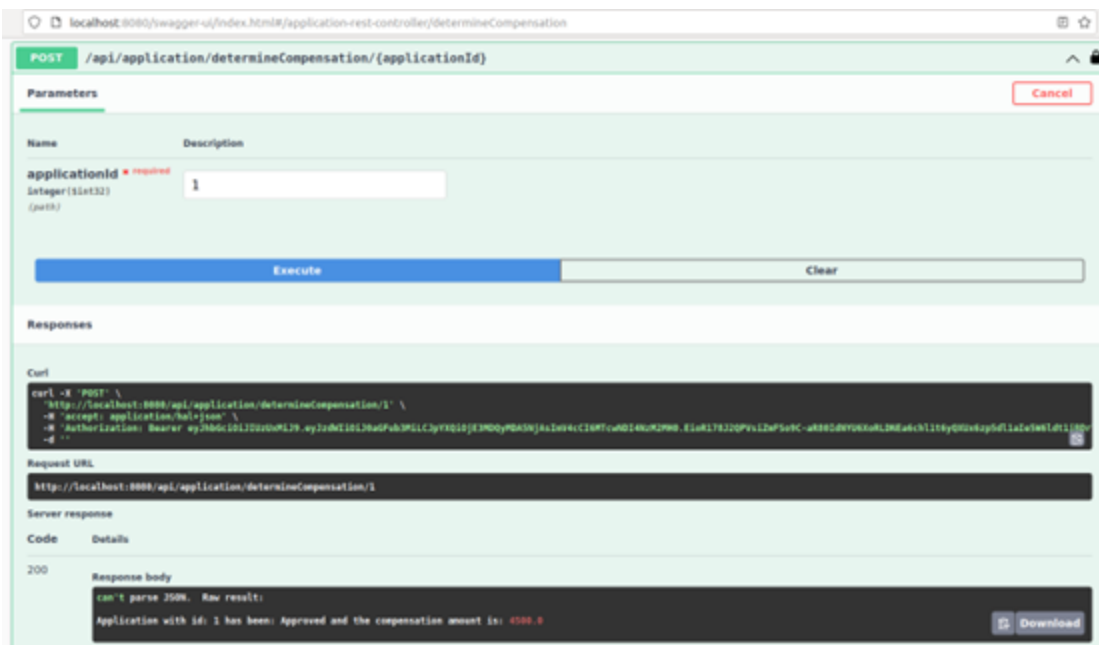 localhost:8080/swagger-ui/index.html#/application-rest-controller/determineCompensation
POST /api/application/determineCompensation/{applicationId}
Parameters
Cancel
Name Description
applicationId * required
integer($int32)
(path)
1
Execute Clear
Responses
Curl
curl -X 'POST' \
'http://localhost:8080/api/application/determineCompensation/1' \
-H 'accept: application/hal+json' \
-H 'Authorization: Bearer
-d ''
Request URL
http://localhost:8080/api/application/determineCompensation/1
Server response
Code Details
200
Response body
can't parse JSON. Raw result:
Application with id: 1 has been: Approved and the compensation amount is: 4500.0
Download